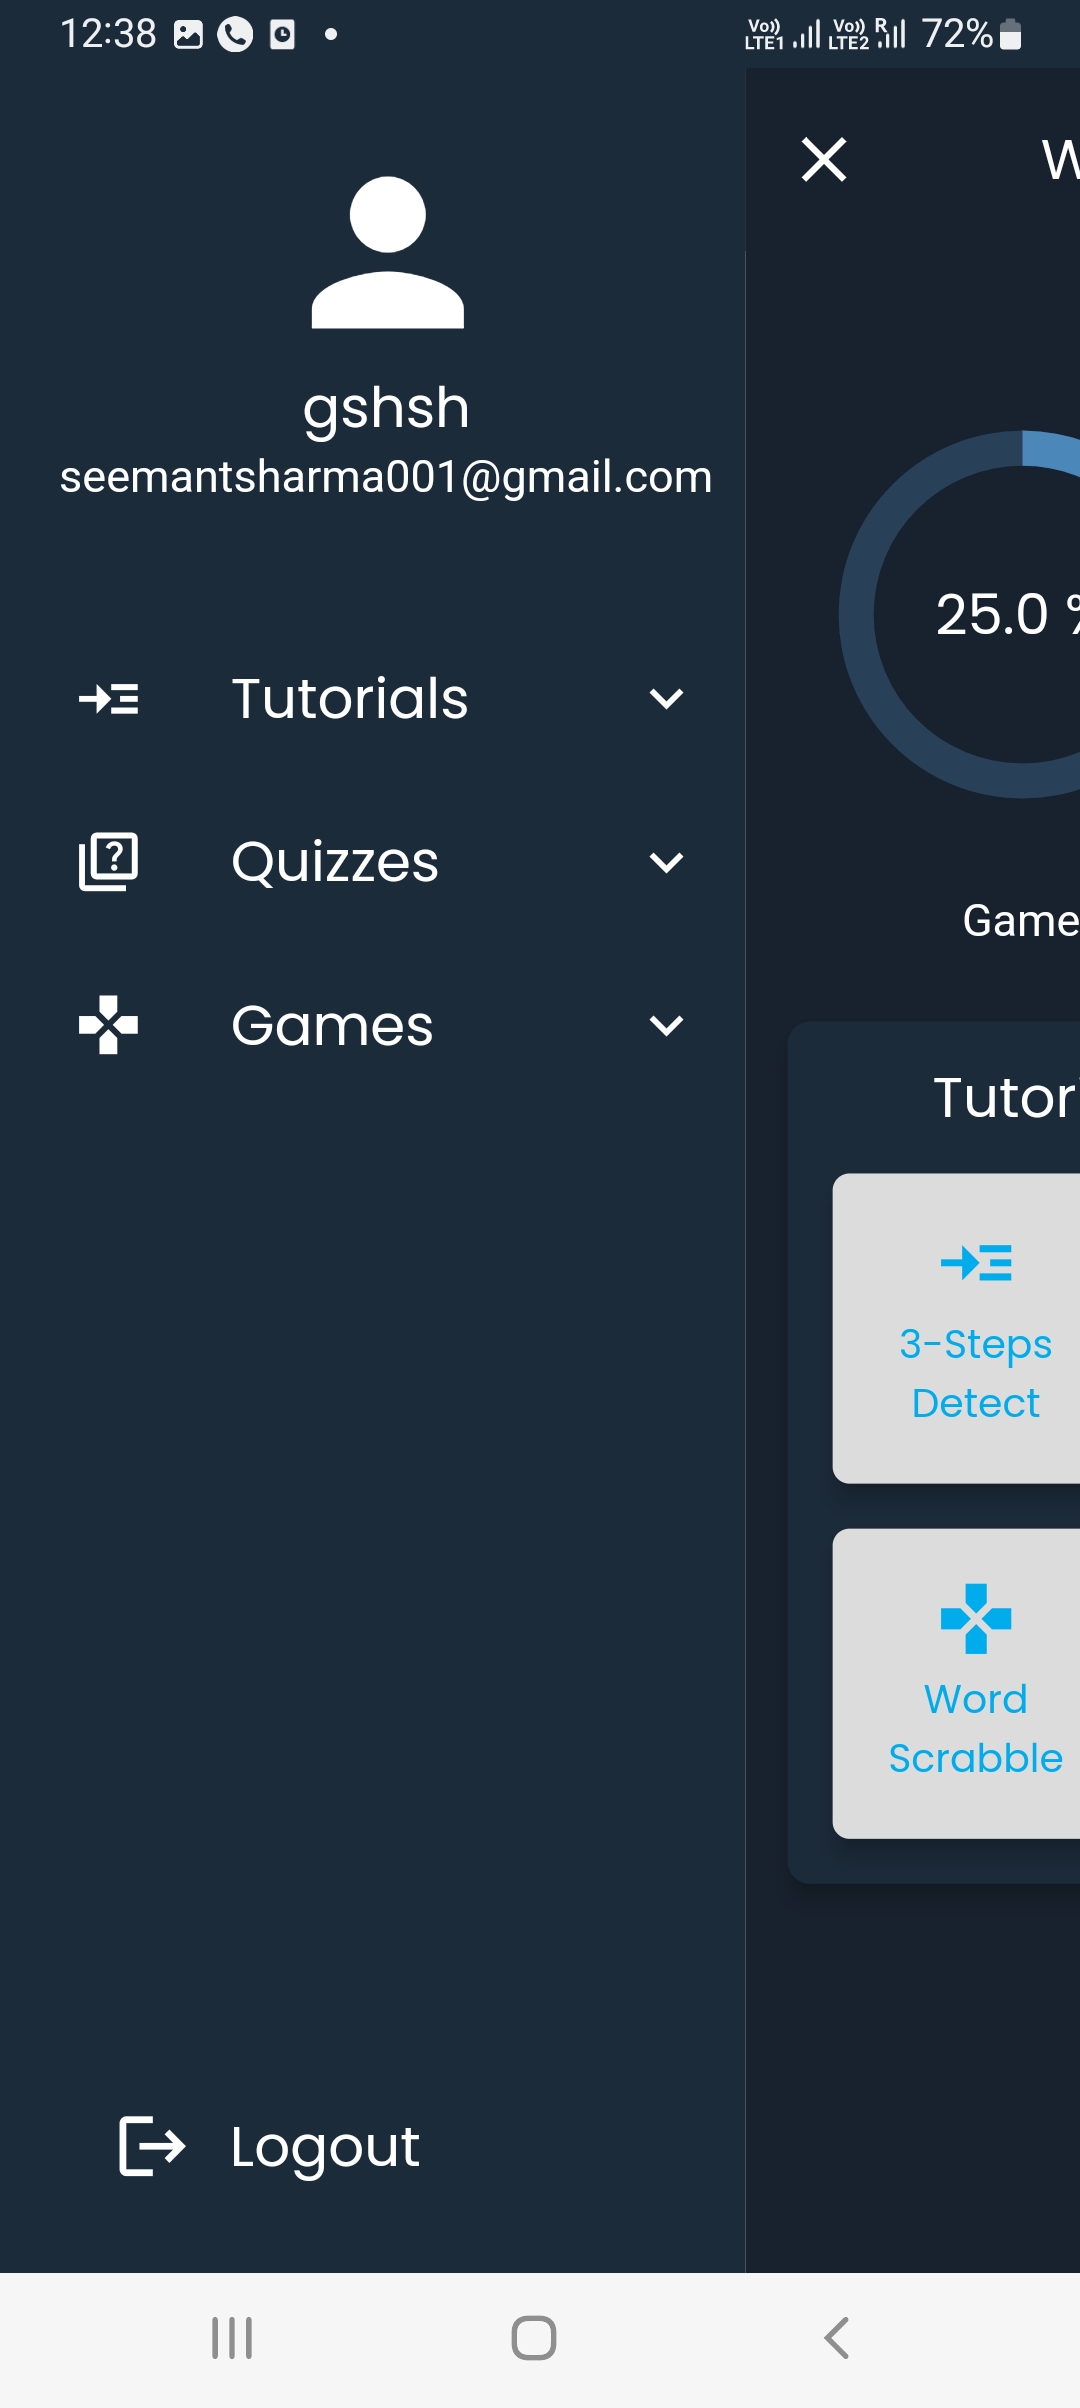 12:38
Vo)) LTE1 Vo)) LTE2 R 72%
gshsh
seemantsharma001@gmail.com
Tutorials
Quizzes
Games
Logout
W
25.0 %
Game
Tutori
3-Steps
Detect
Word
Scrabble